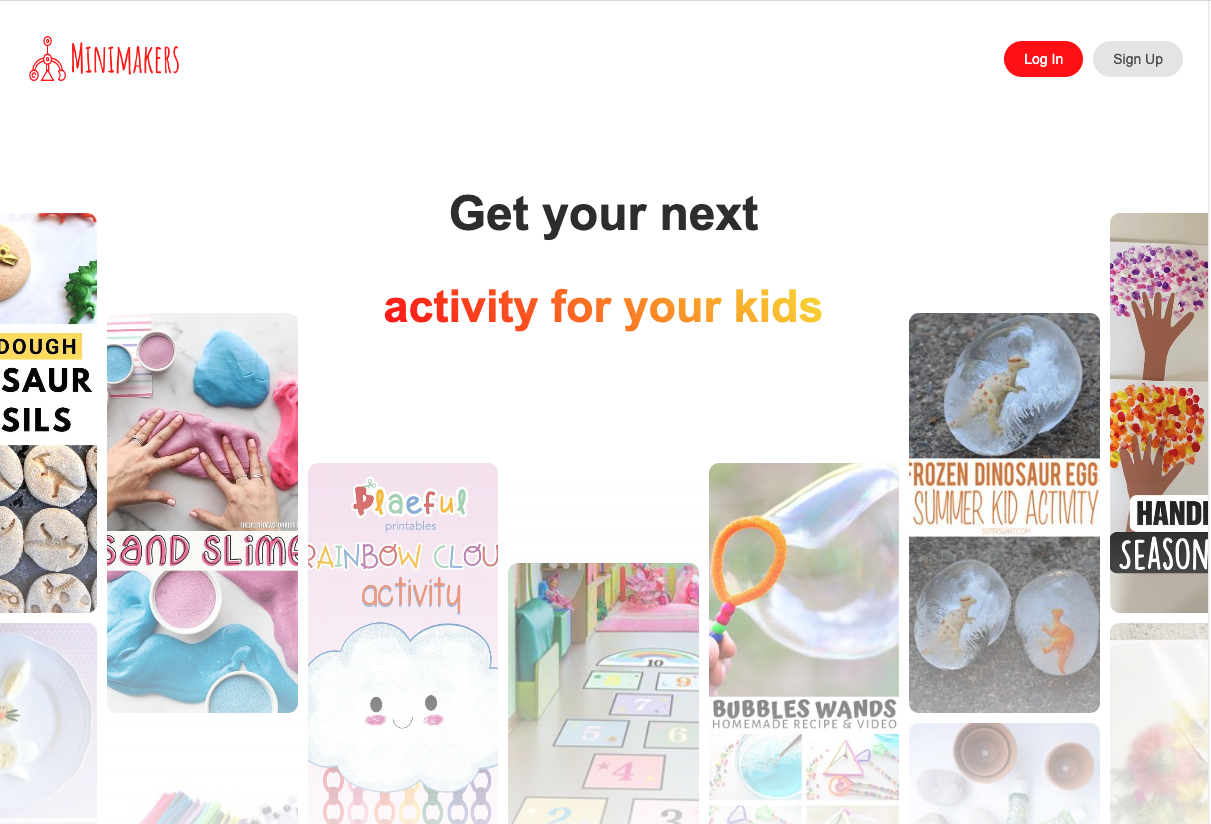 Minimakers
Log In
Sign Up
Get your next
activity for your kids
DOUGH
SAUR
SILS
THEBESTIDEASFORKIDS
SAND SLIME
Plaeful
printables
RAINBOW CLOU
activity
10
9
7
5
6
4
2
3
BUBBLES WANDS
HOMEMADE RECIPE & VIDEO
FROZEN DINOSAUR EGG
SUMMER KID ACTIVITY
HAND
SEASON